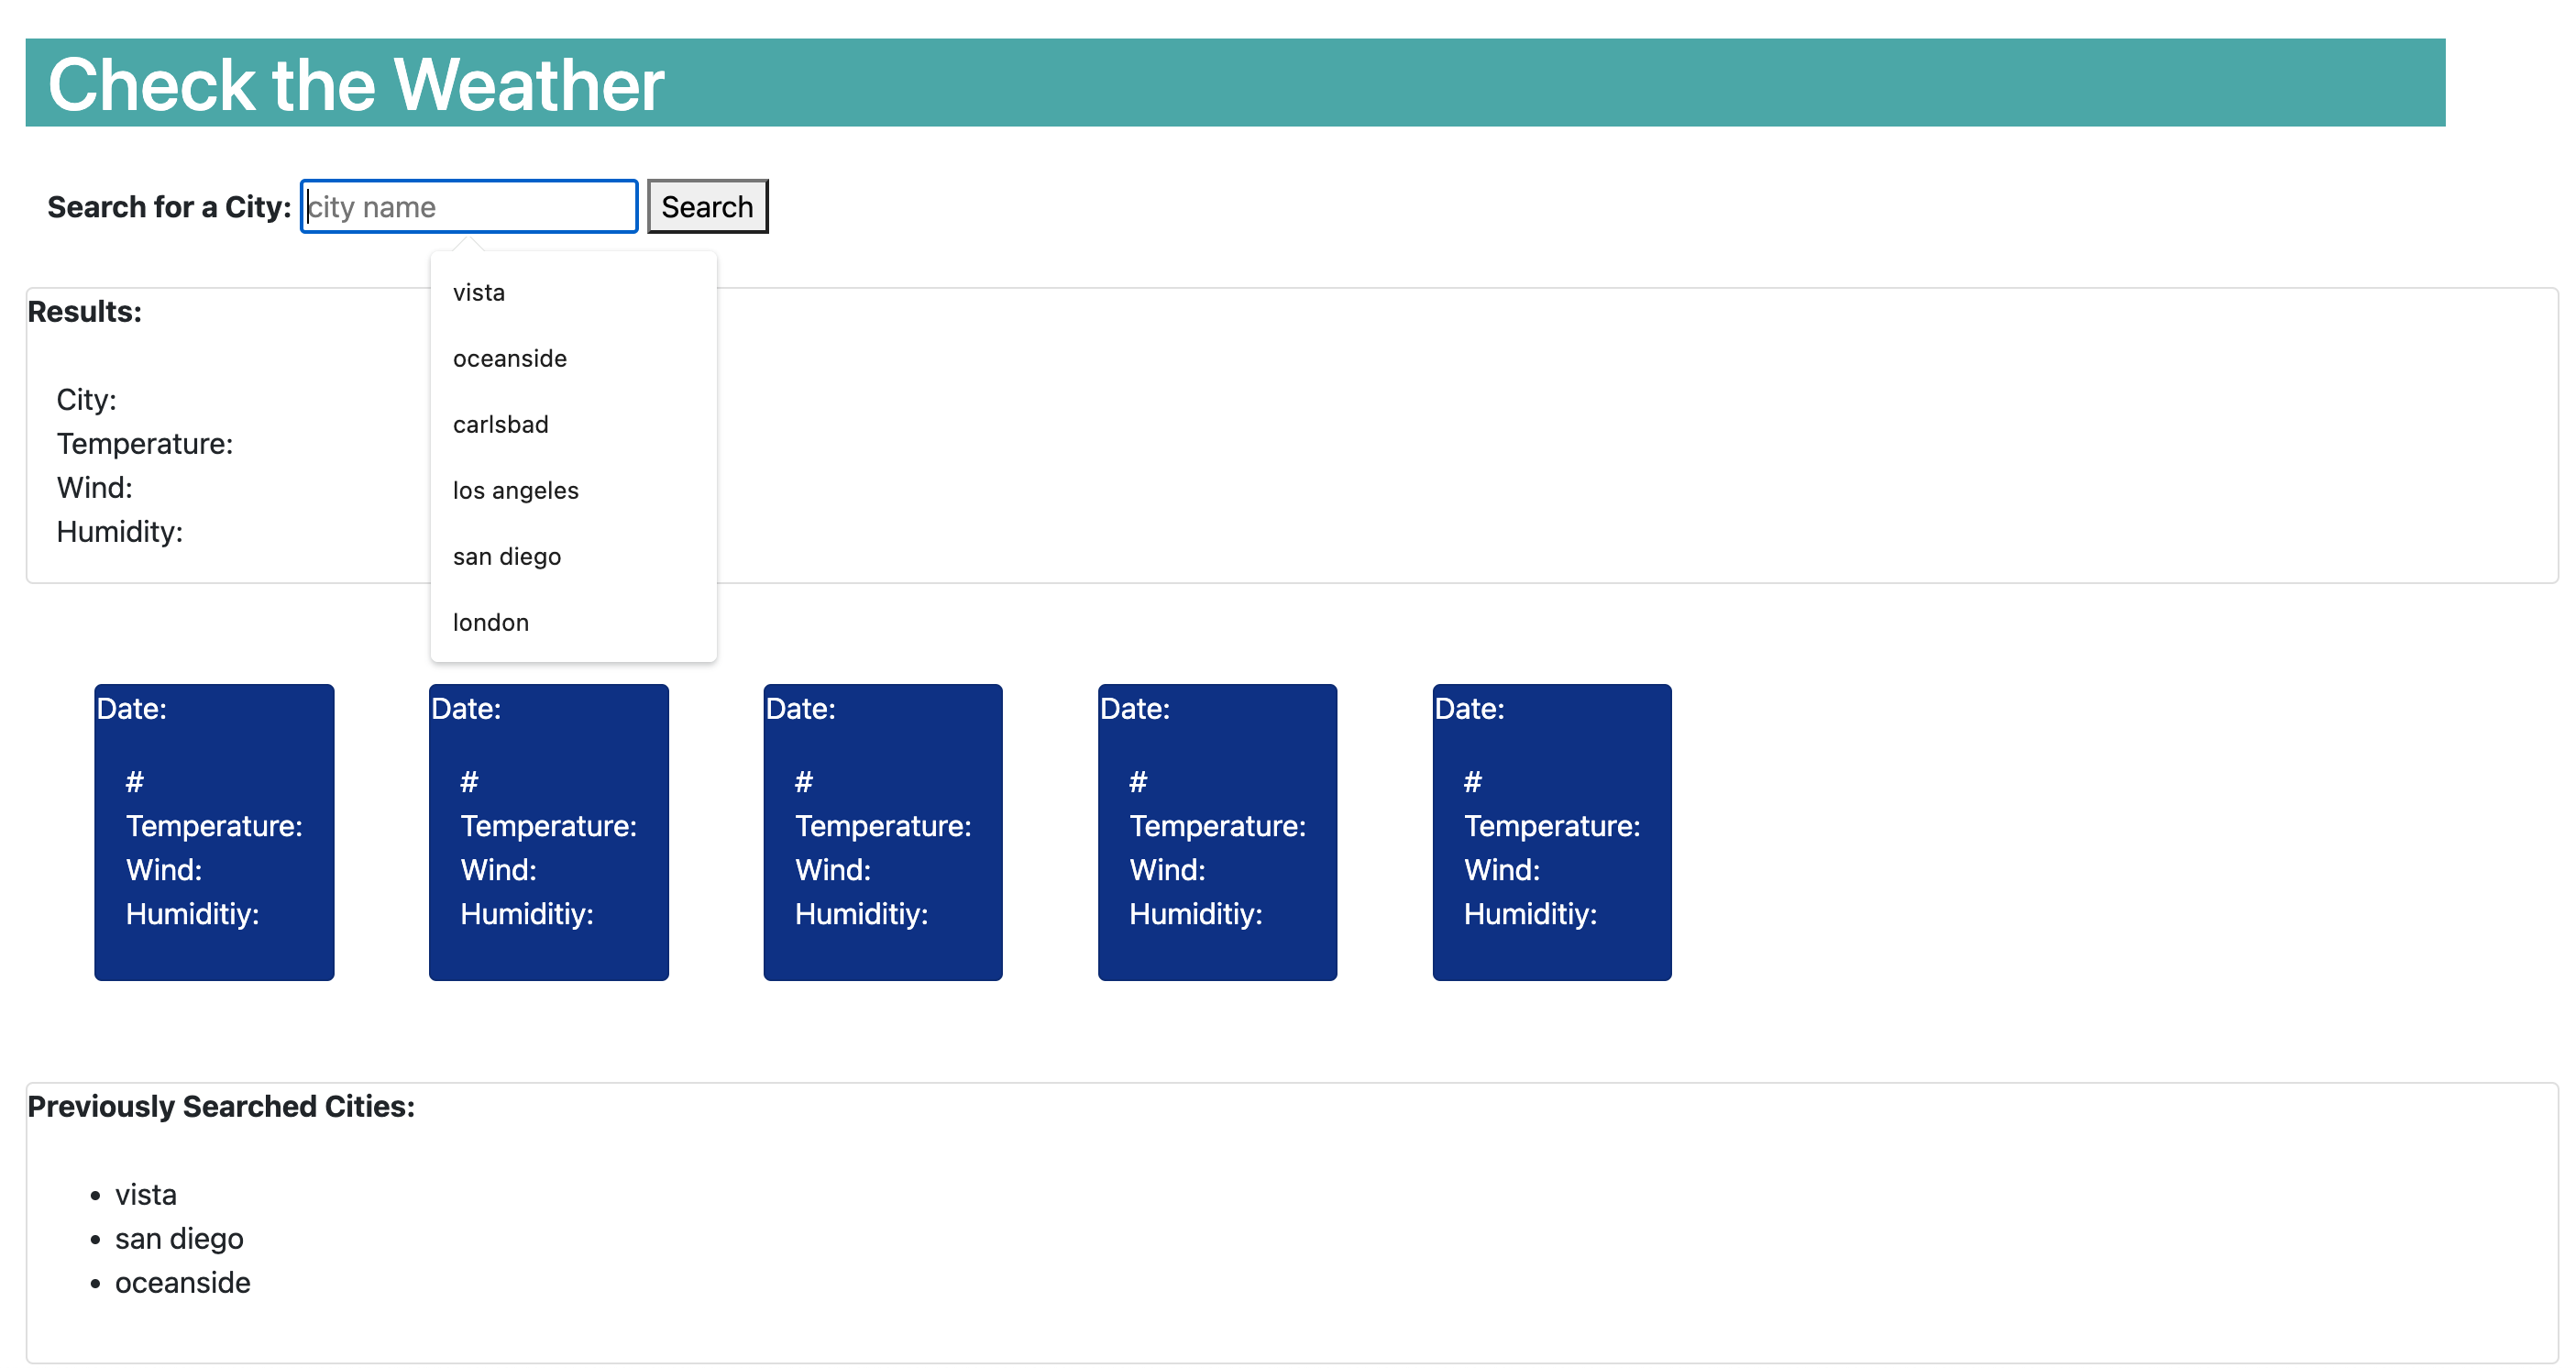 Check the Weather
Search for a City: city name Search
vista
oceanside
carlsbad
los angeles
san diego
london
Results:
City:
Temperature:
Wind:
Humidity:
Date:
#
Temperature:
Wind:
Humiditiy:
Date:
#
Temperature:
Wind:
Humiditiy:
Date:
#
Temperature:
Wind:
Humiditiy:
Date:
#
Temperature:
Wind:
Humiditiy:
Date:
#
Temperature:
Wind:
Humiditiy:
Previously Searched Cities:
• vista
• san diego
• oceanside